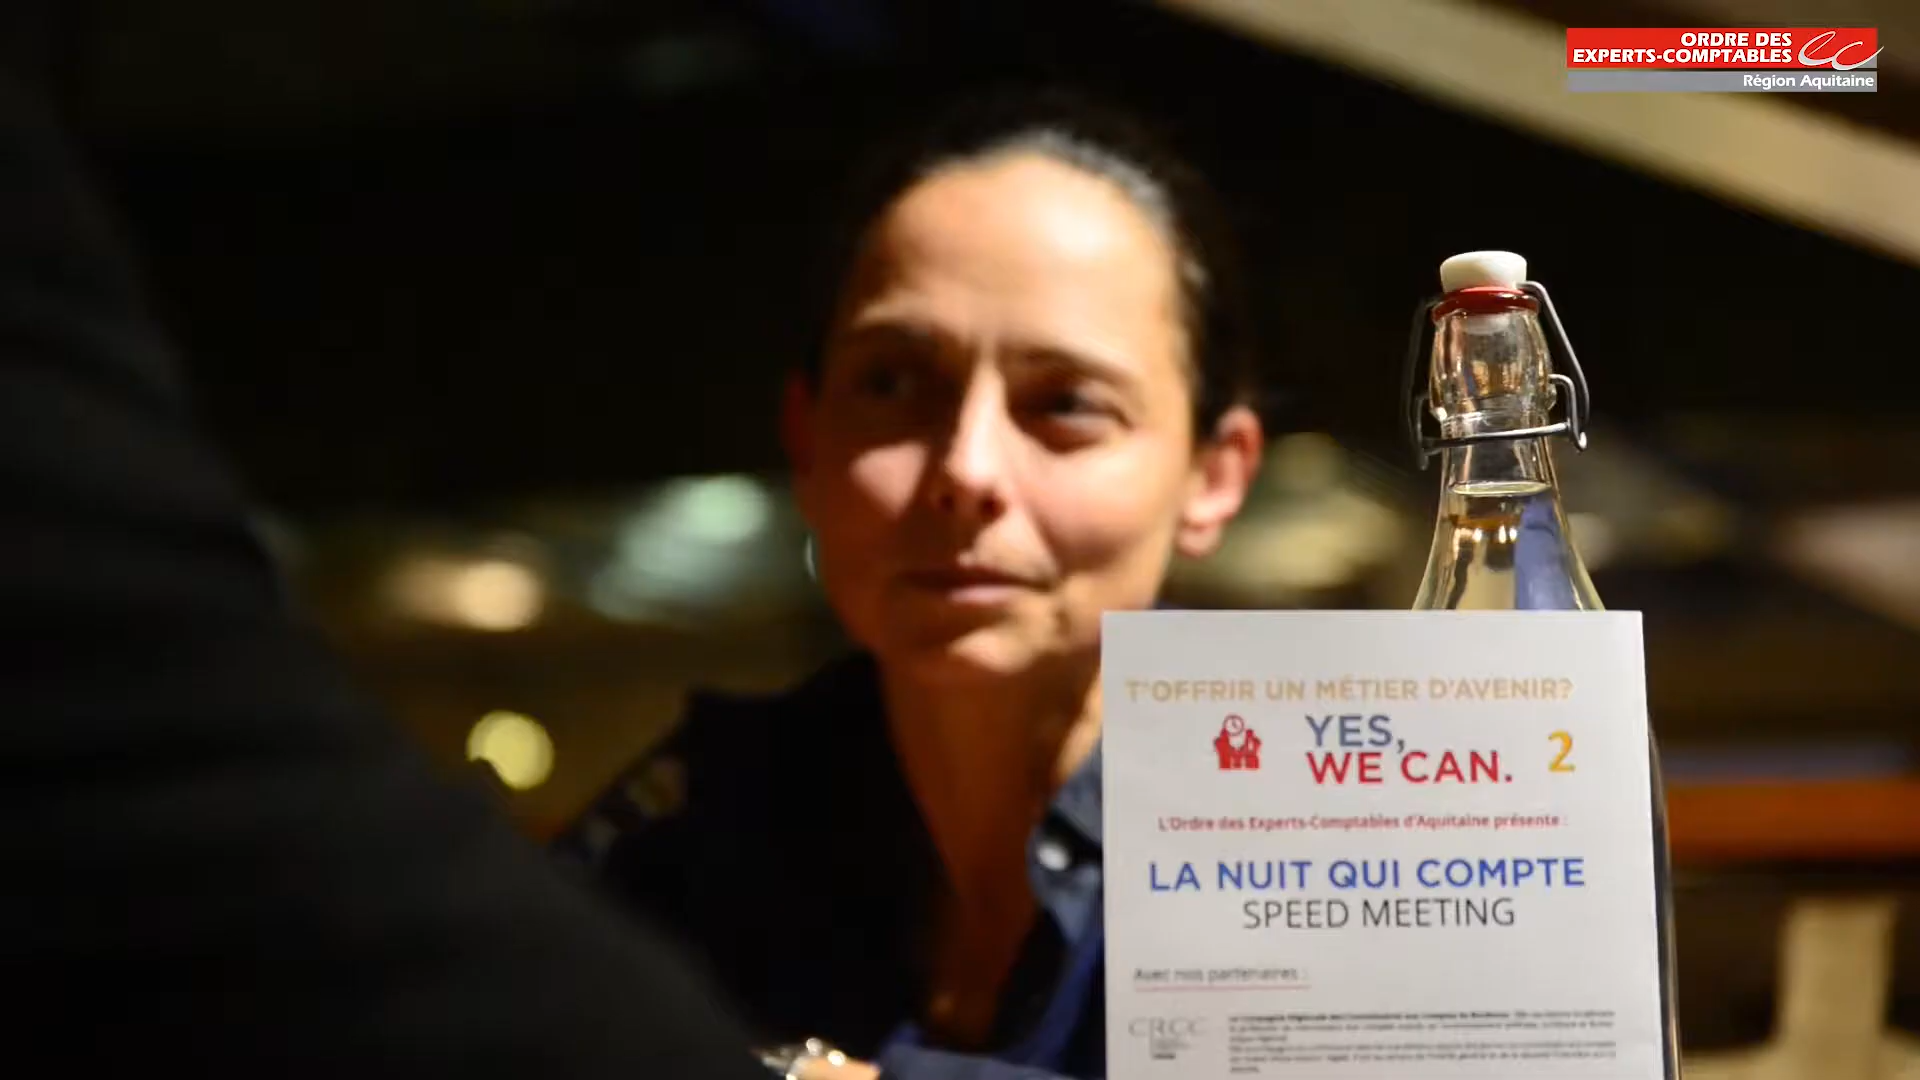 ORDRE DES
EXPERTS-COMPTABLES
Région Aquitaine
T'OFFRIR UN MÉTIER D'AVENIR?
YES,
WE CAN. 2
L'Ordre des Experts-Comptables d'Aquitaine présente :
LA NUIT QUI COMPTE
SPEED MEETING
Avec nos partenaires :
CRCC